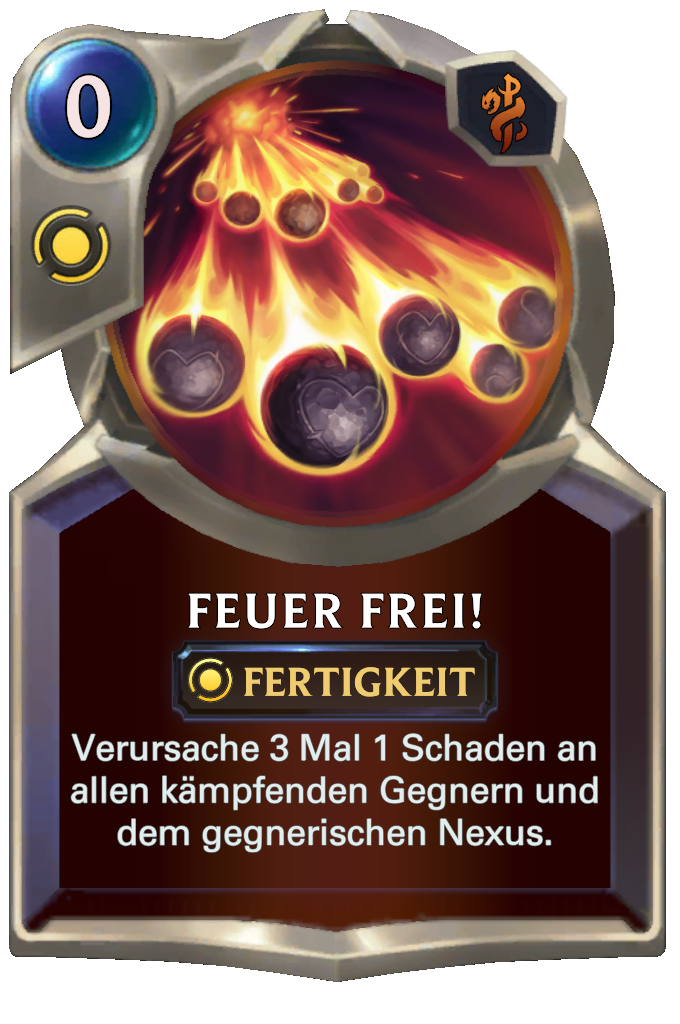 0
FEUER FREI!
FERTIGKEIT
Verursache 3 Mal 1 Schaden an
allen kämpfenden Gegnern und
dem gegnerischen Nexus.